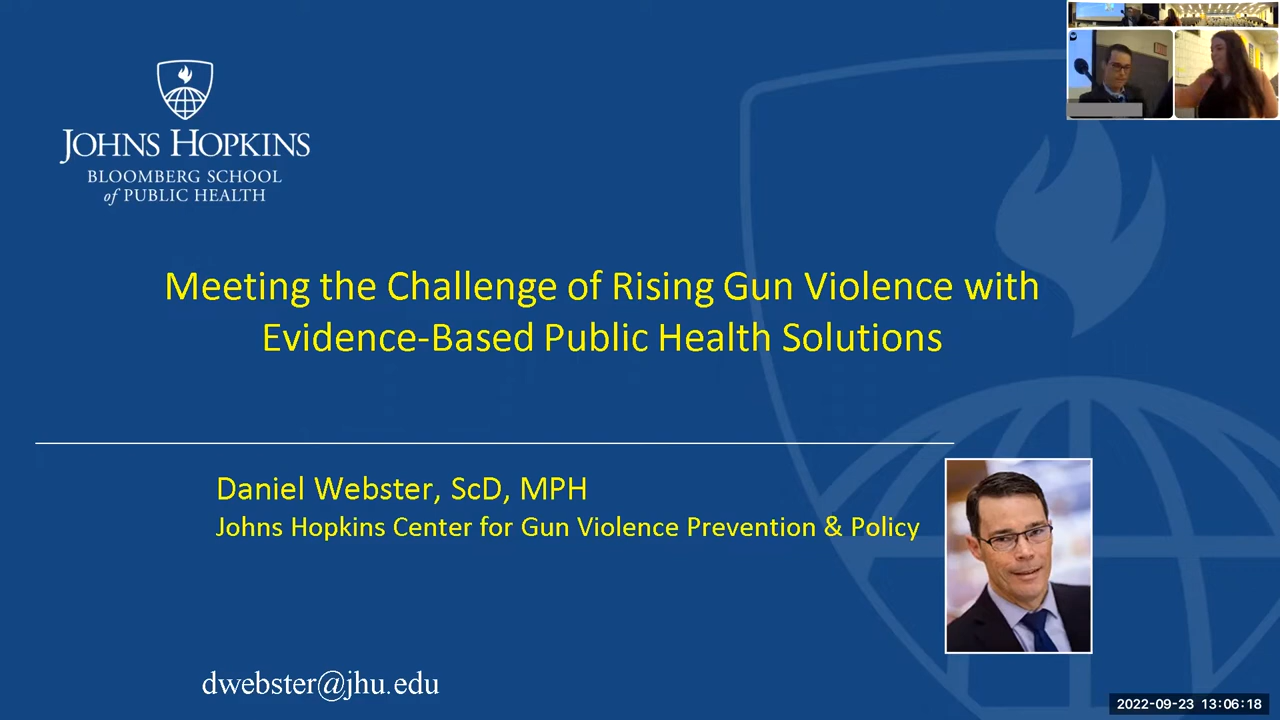 JOHNS HOPKINS
BLOOMBERG SCHOOL
of PUBLIC HEALTH
Meeting the Challenge of Rising Gun Violence with
Evidence-Based Public Health Solutions
Daniel Webster, ScD, MPH
Johns Hopkins Center for Gun Violence Prevention & Policy
dwebster@jhu.edu
2022-09-23 13:06:18